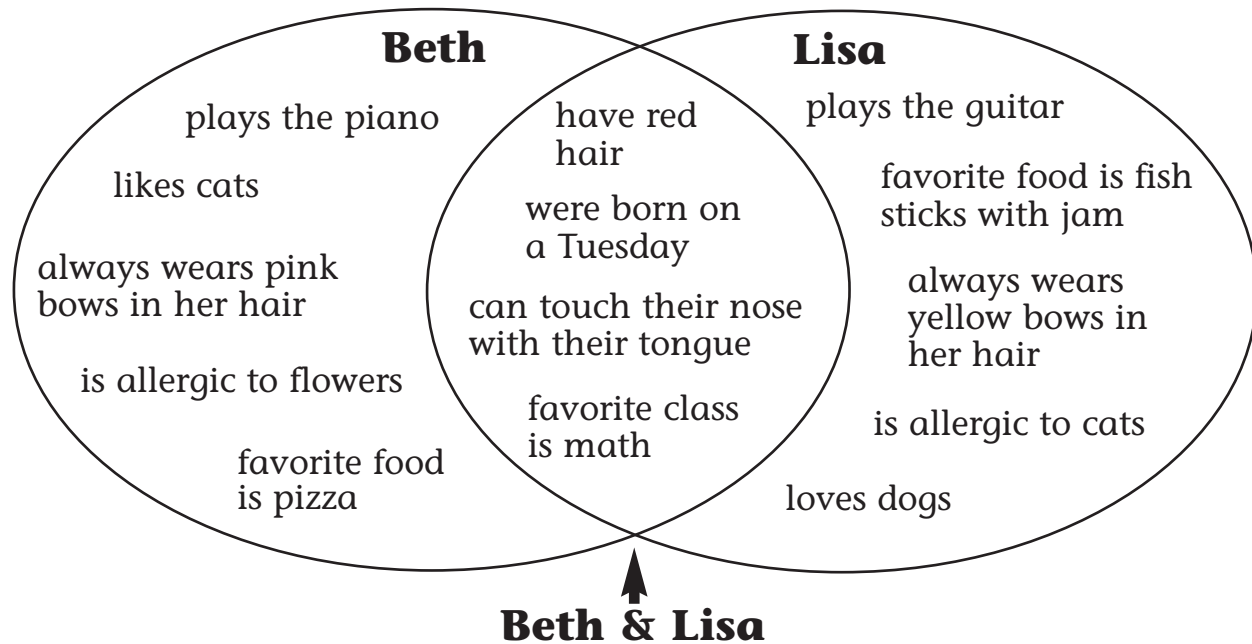 Beth
plays the piano
likes cats
always wears pink
bows in her hair
is allergic to flowers
favorite food
is pizza
have red
hair
were born on
a Tuesday
can touch their nose
with their tongue
favorite class
is math
Lisa
plays the guitar
favorite food is fish
sticks with jam
always wears
yellow bows in
her hair
is allergic to cats
loves dogs
Beth & Lisa